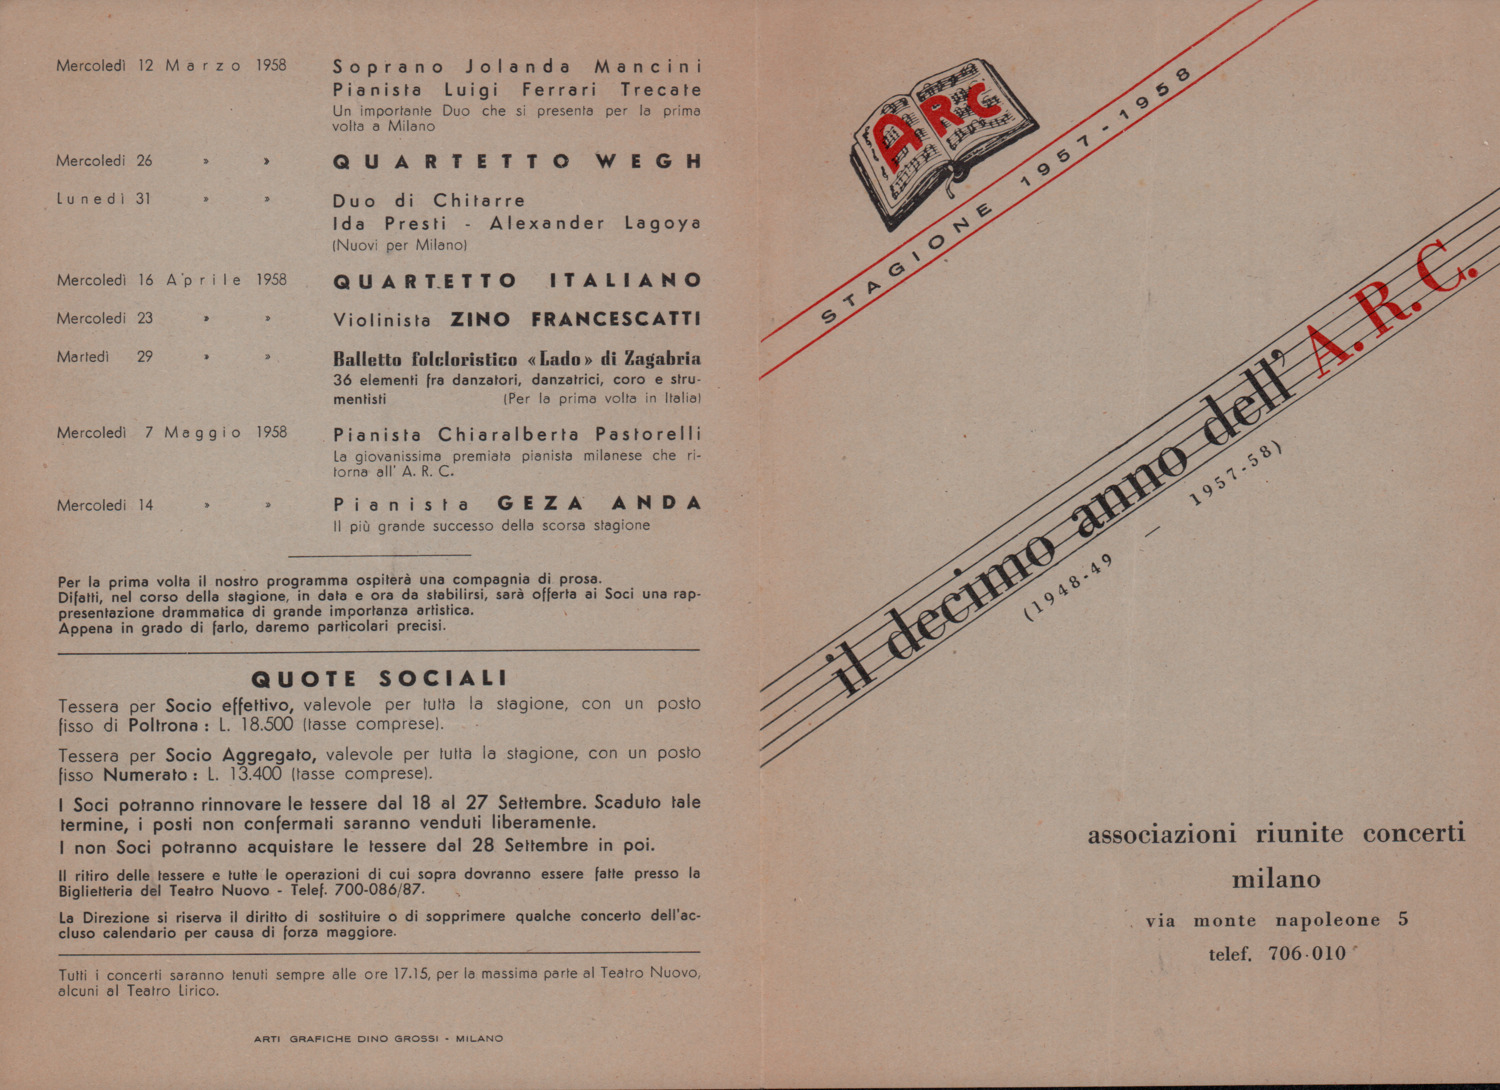 Mercoledì 12 Marzo 1958 Soprano Jolanda Mancini
Pianista Luigi Ferrari Trecate
Un importante Duo che si presenta per la prima
volta a Milano
Mercoledì 26 » » QUARTETTO WEGH
Lunedì 31 » » Duo di Chitarre
Ida Presti - Alexander Lagoya
(Nuovi per Milano)
Mercoledì 16 Aprile 1958 QUARTETTO ITALIANO
Mercoledì 23 » » Violinista ZINO FRANCESCATTI
Martedì 29 » » Balletto folcloristico «Lado» di Zagabria
36 elementi fra danzatori, danzatrici, coro e stru-
mentisti (Per la prima volta in Italia)
Mercoledì 7 Maggio 1958 Pianista Chiaralberta Pastorelli
La giovanissima premiata pianista milanese che ri-
torna all' A. R. C.
Mercoledì 14 » » Pianista GEZA ANDA
Il più grande successo della scorsa stagione
Per la prima volta il nostro programma ospiterà una compagnia di prosa.
Difatti, nel corso della stagione, in data e ora da stabilirsi, sarà offerta ai Soci una rap-
presentazione drammatica di grande importanza artistica.
Appena in grado di farlo, daremo particolari precisi.
QUOTE SOCIALI
Tessera per Socio effettivo, valevole per tutta la stagione, con un posto
fisso di Poltrona : L. 18.500 (tasse comprese).
Tessera per Socio Aggregato, valevole per tutta la stagione, con un posto
fisso Numerato : L. 13.400 (tasse comprese).
I Soci potranno rinnovare le tessere dal 18 al 27 Settembre. Scaduto tale
termine, i posti non confermati saranno venduti liberamente.
I non Soci potranno acquistare le tessere dal 28 Settembre in poi.
Il ritiro delle tessere e tutte le operazioni di cui sopra dovranno essere fatte presso la
Biglietteria del Teatro Nuovo - Telef. 700-086/87.
La Direzione si riserva il diritto di sostituire o di sopprimere qualche concerto dell'ac-
cluso calendario per causa di forza maggiore.
Tutti i concerti saranno tenuti sempre alle ore 17.15, per la massima parte al Teatro Nuovo,
alcuni al Teatro Lirico.
ARTI GRAFICHE DINO GROSSI - MILANO
ARC
STAGIONE 1957-1958
il decimo anno dell' A.R.C.
(1948-49 — 1957-58)
associazioni riunite concerti
milano
via monte napoleone 5
telef. 706-010